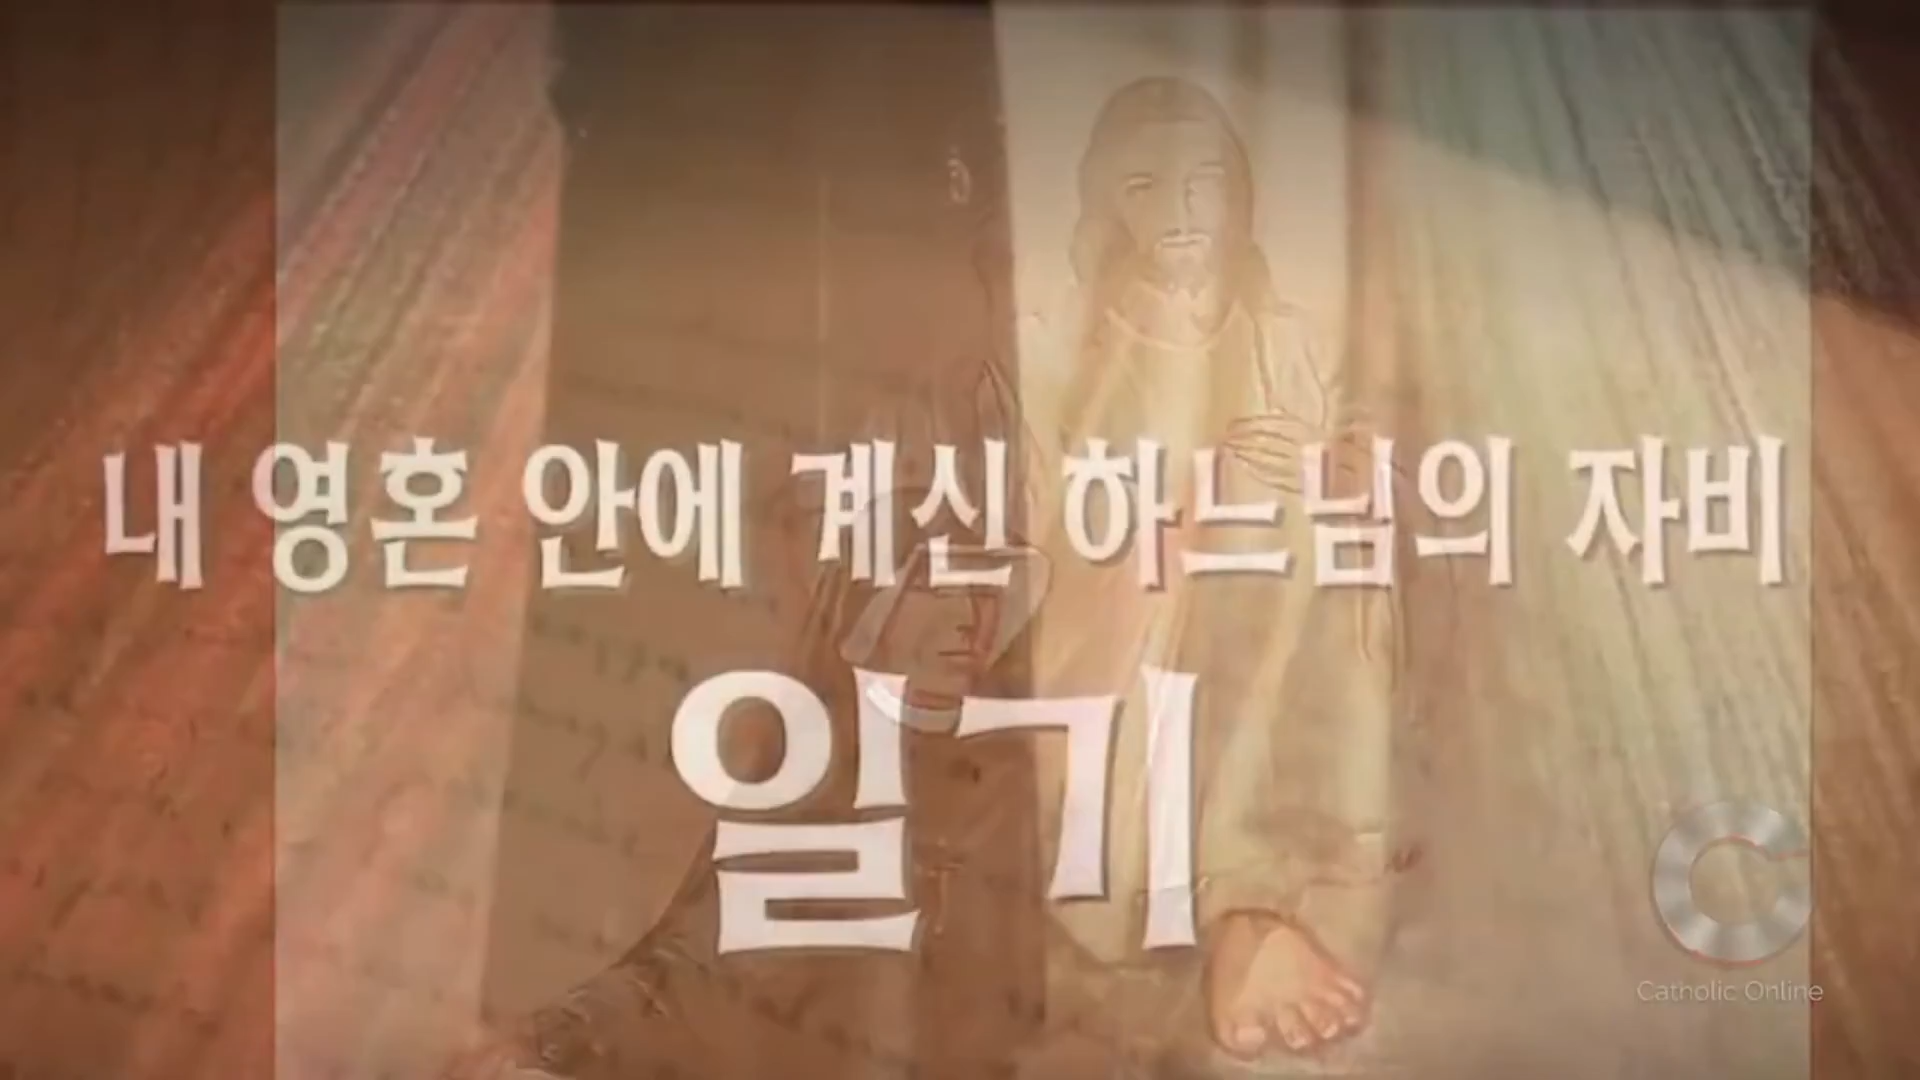 내 영혼 안에 계신 하느님의 자비
일기
Catholic Online